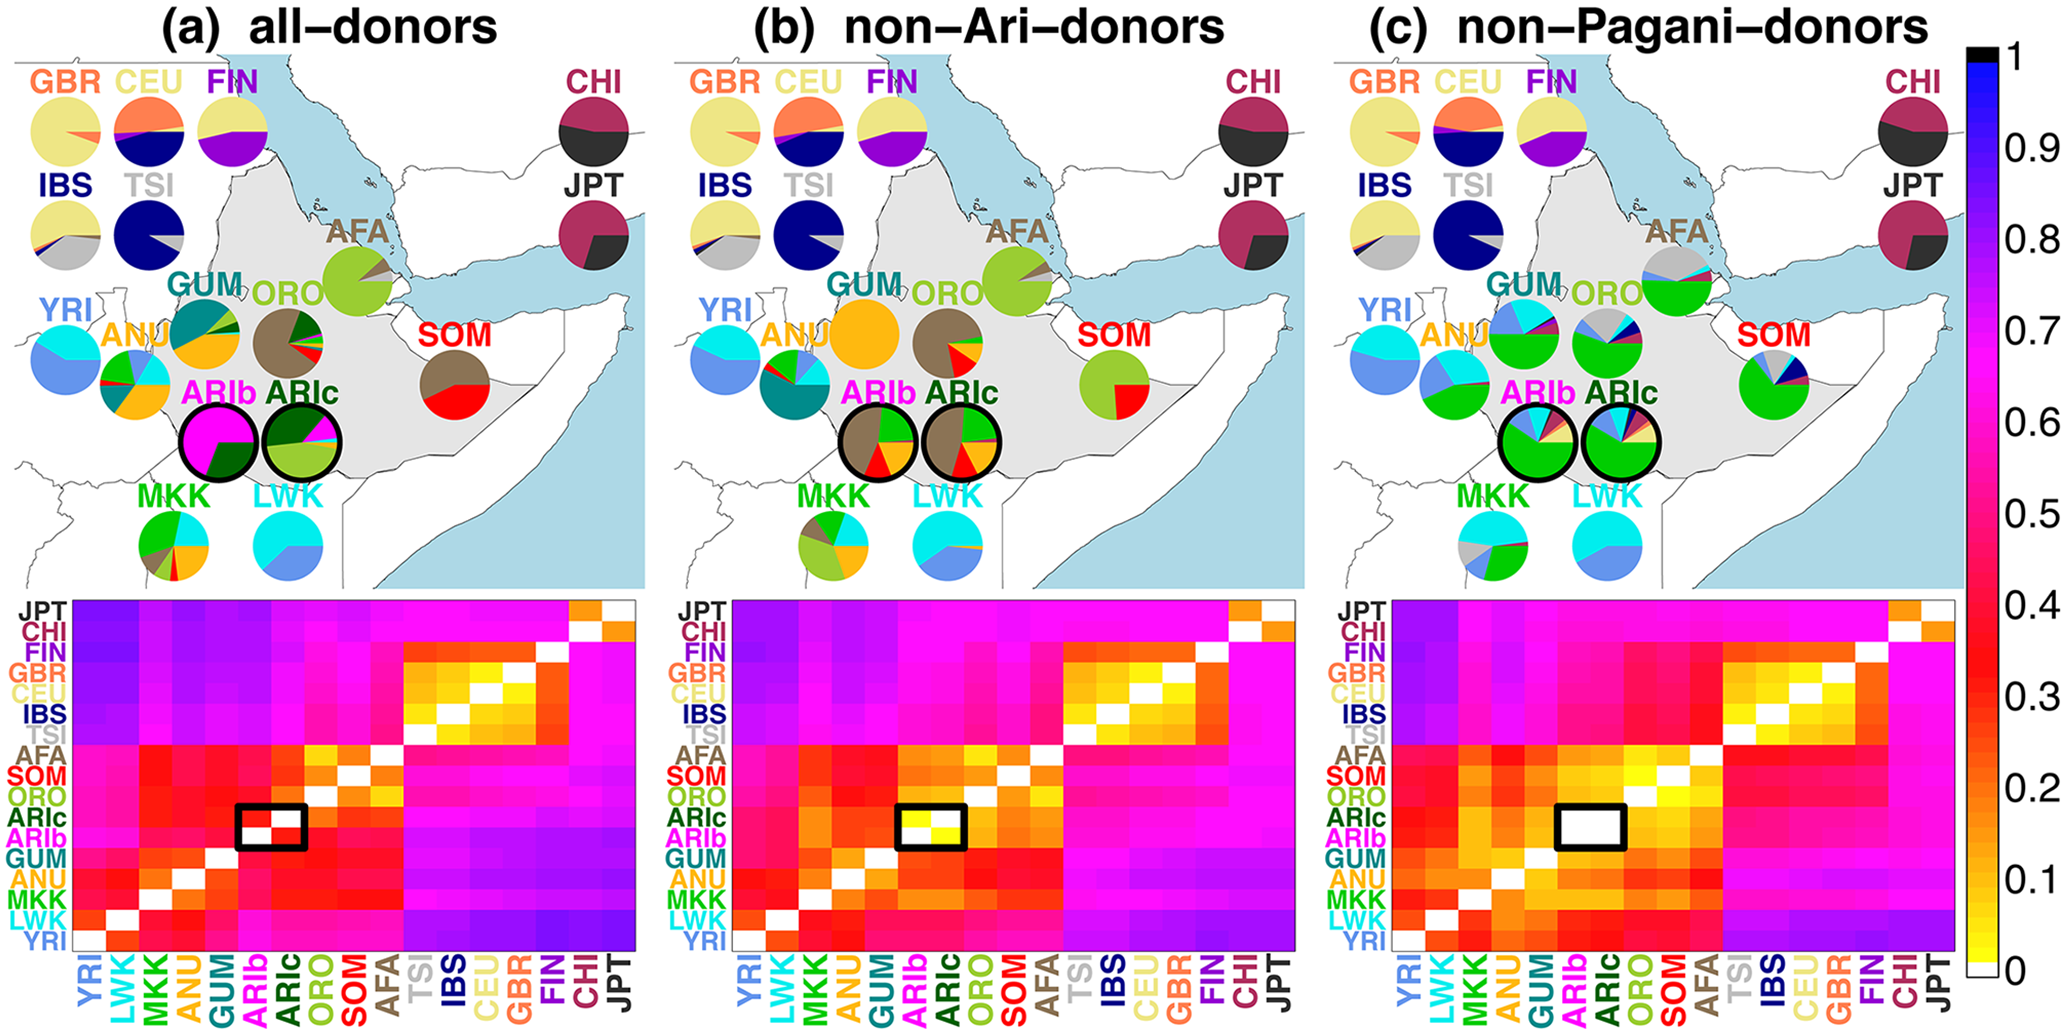 (a) all–donors
(b) non–Ari–donors
(c) non–Pagani–donors
GBR CEU FIN CHI
IBS TSI JPT
AFA
GUM ORO
YRI ANU SOM
ARIb ARIc
MKK LWK
GBR CEU FIN CHI
IBS TSI JPT
AFA
GUM ORO
YRI ANU SOM
ARIb ARIc
MKK LWK
GBR CEU FIN CHI
IBS TSI JPT
AFA
GUM ORO
YRI ANU SOM
ARIb ARIc
MKK LWK
1
0.9
0.8
0.7
0.6
0.5
0.4
0.3
0.2
0.1
0
JPT
CHI
FIN
GBR
CEU
IBS
TSI
AFA
SOM
ORO
ARIc
ARIb
GUM
ANU
MKK
LWK
YRI
YRI LWK MKK ANU GUM ARIb ARIc ORO SOM AFA TSI IBS CEU GBR FIN CHI JPT
JPT
CHI
FIN
GBR
CEU
IBS
TSI
AFA
SOM
ORO
ARIc
ARIb
GUM
ANU
MKK
LWK
YRI
YRI LWK MKK ANU GUM ARIb ARIc ORO SOM AFA TSI IBS CEU GBR FIN CHI JPT
JPT
CHI
FIN
GBR
CEU
IBS
TSI
AFA
SOM
ORO
ARIc
ARIb
GUM
ANU
MKK
LWK
YRI
YRI LWK MKK ANU GUM ARIb ARIc ORO SOM AFA TSI IBS CEU GBR FIN CHI JPT